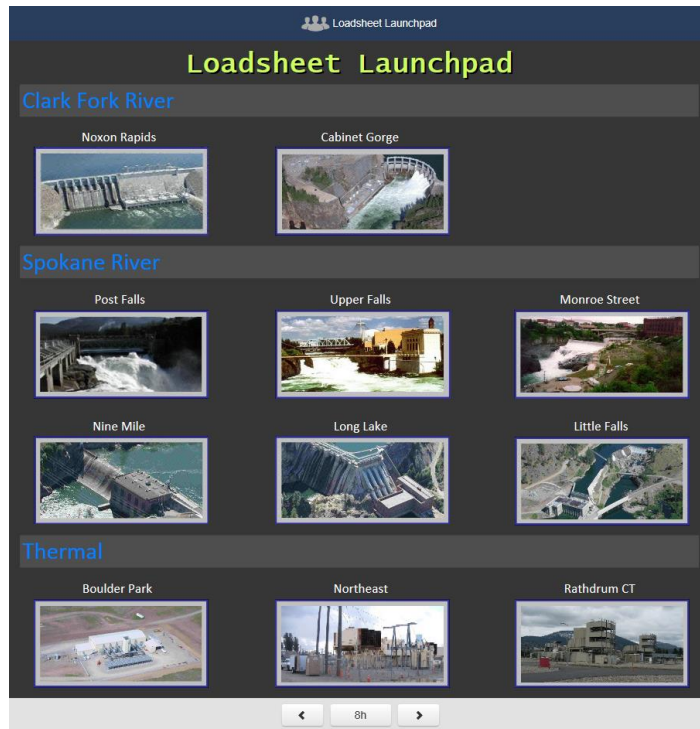 Loadsheet Launchpad
Loadsheet Launchpad
Clark Fork River
Noxon Rapids
Cabinet Gorge
Spokane River
Post Falls
Upper Falls
Monroe Street
Nine Mile
Long Lake
Little Falls
Thermal
Boulder Park
Northeast
Rathdrum CT
8h